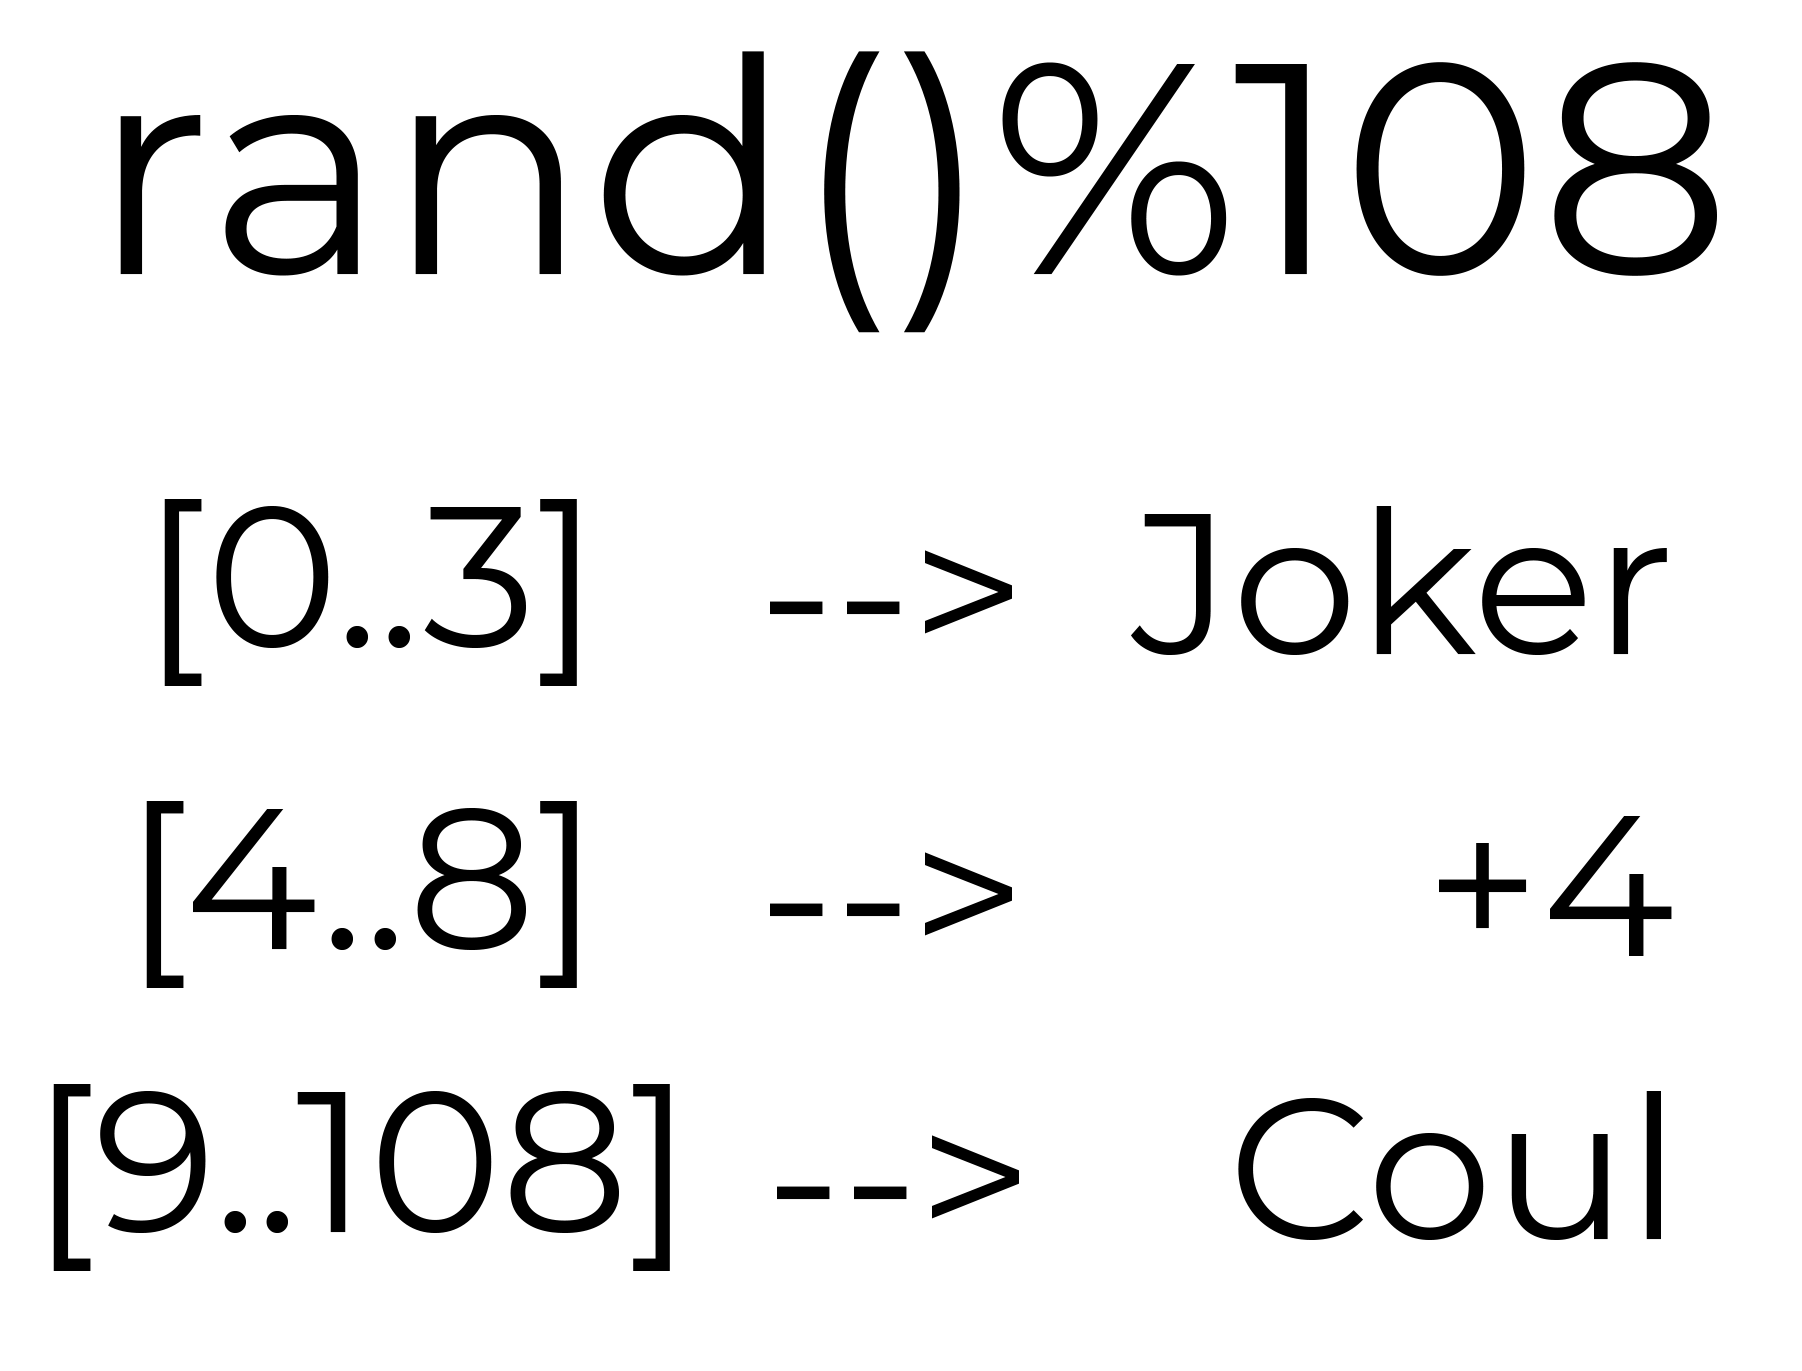 rand()%108
[0..3] --> Joker
[4..8] --> +4
[9..108] --> Coul